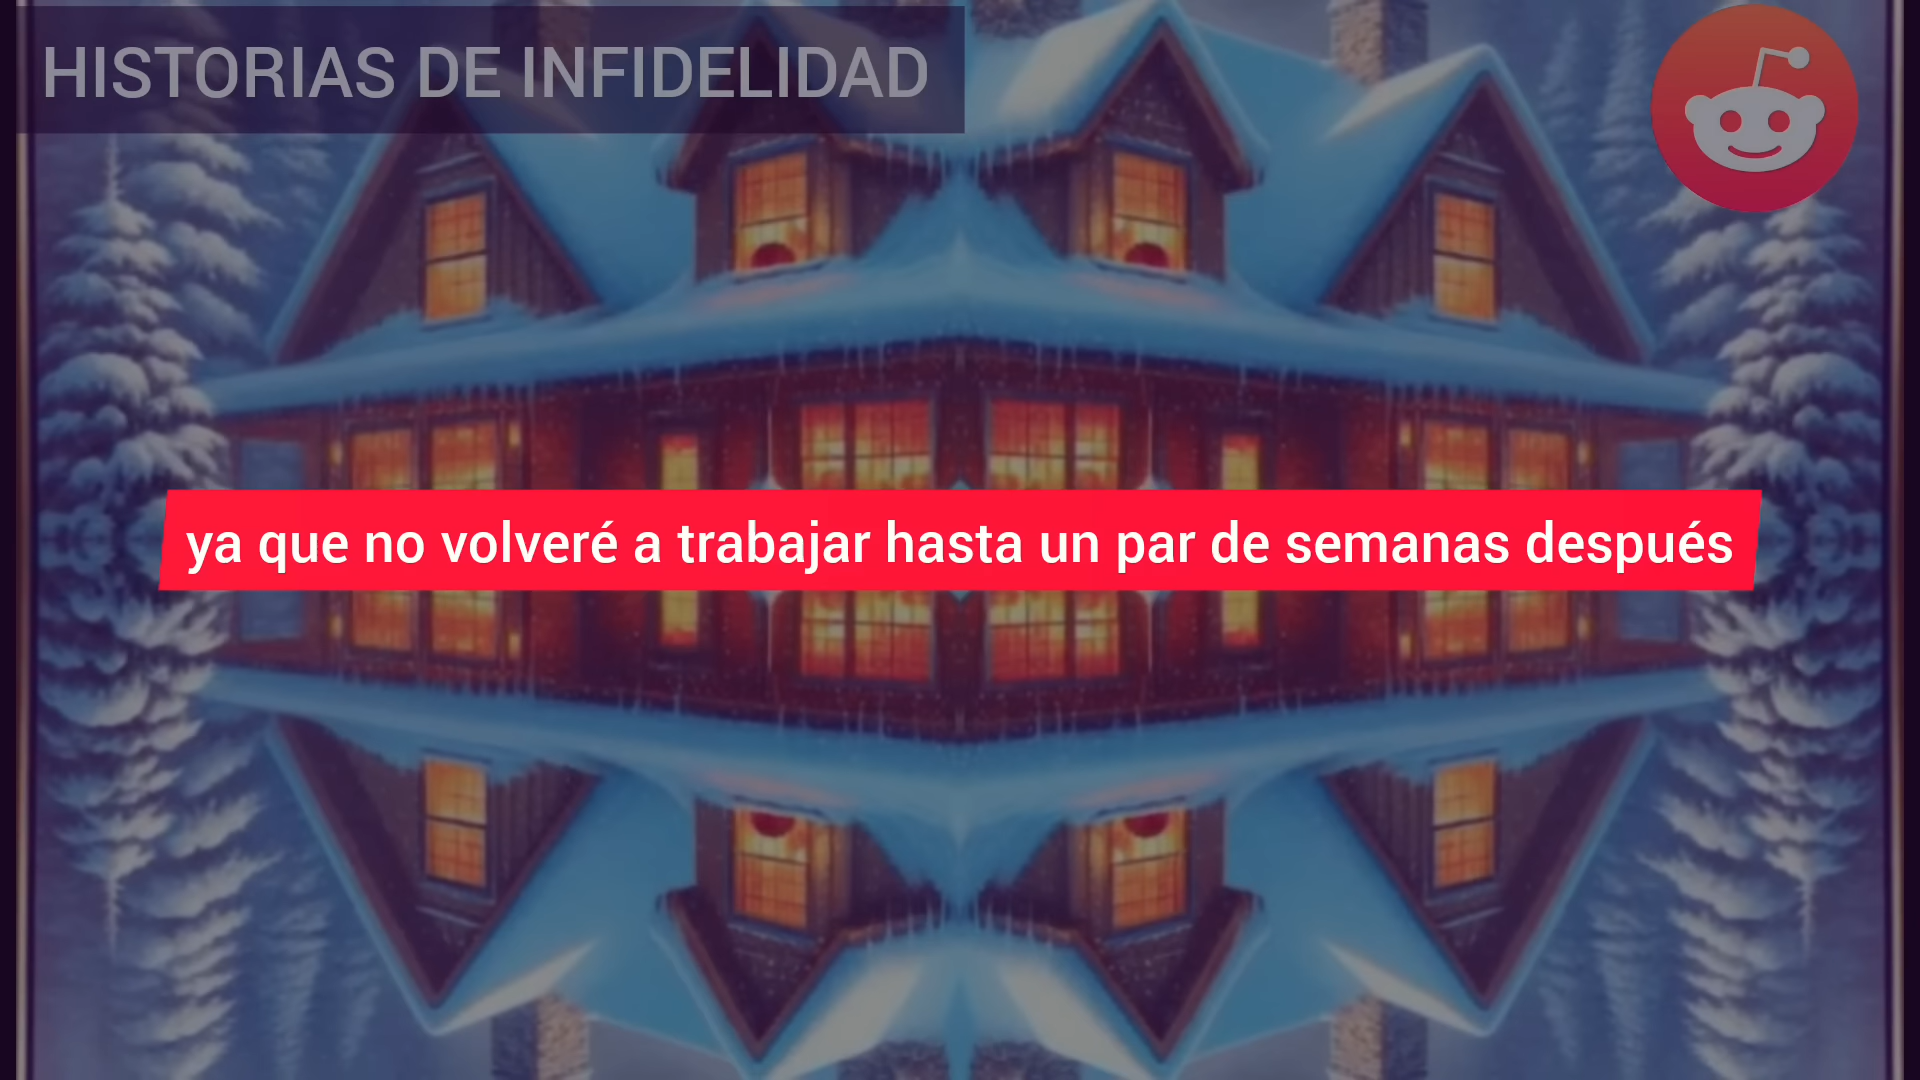 HISTORIAS DE INFIDELIDAD
ya que no volveré a trabajar hasta un par de semanas después